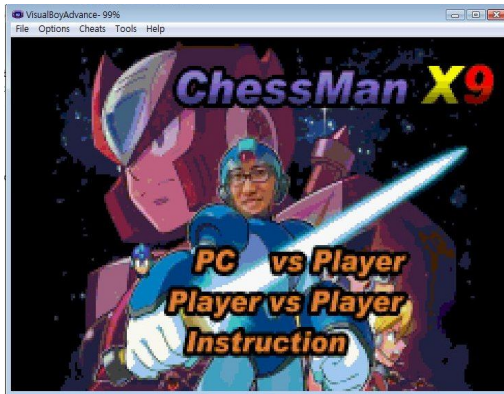 VisualBoyAdvance- 99%
File Options Cheats Tools Help
ChessMan X9
PC vs Player
Player vs Player
Instruction